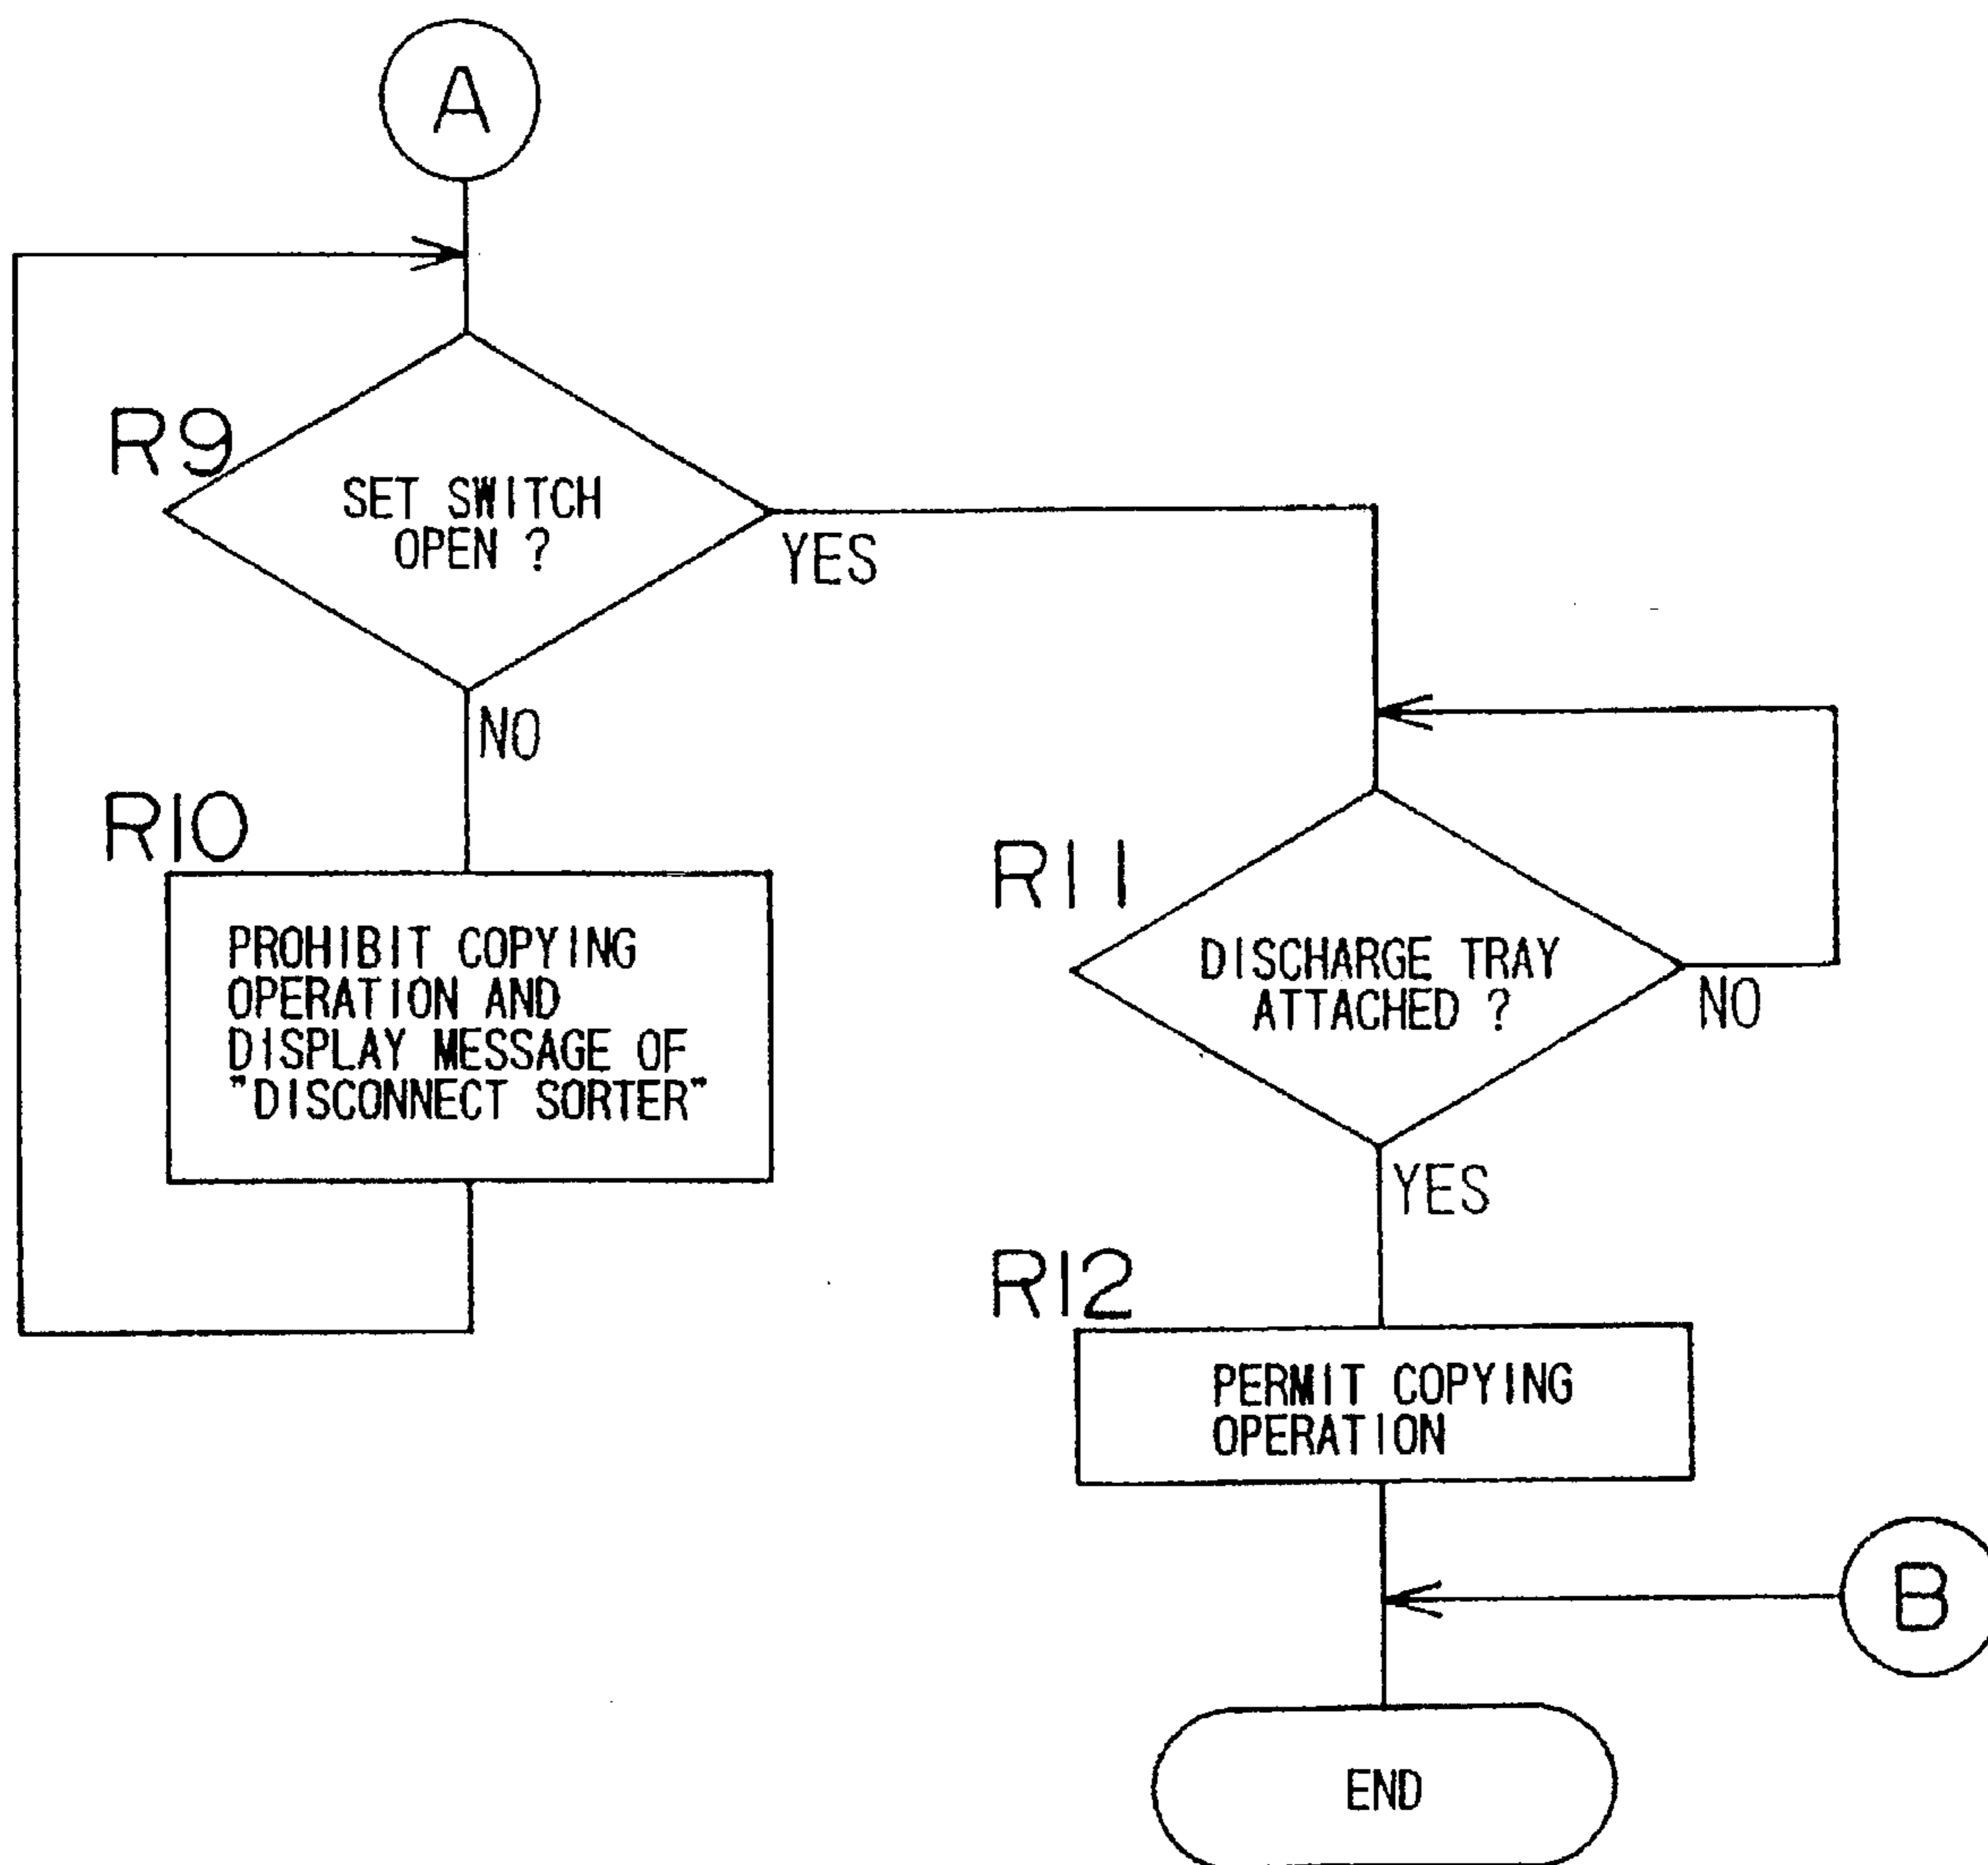 A
R9
SET SWITCH
OPEN ?
YES
NO
R10
PROHIBIT COPYING
OPERATION AND
DISPLAY MESSAGE OF
"DISCONNECT SORTER"
R11
DISCHARGE TRAY
ATTACHED ?
NO
YES
R12
PERMIT COPYING
OPERATION
B
END